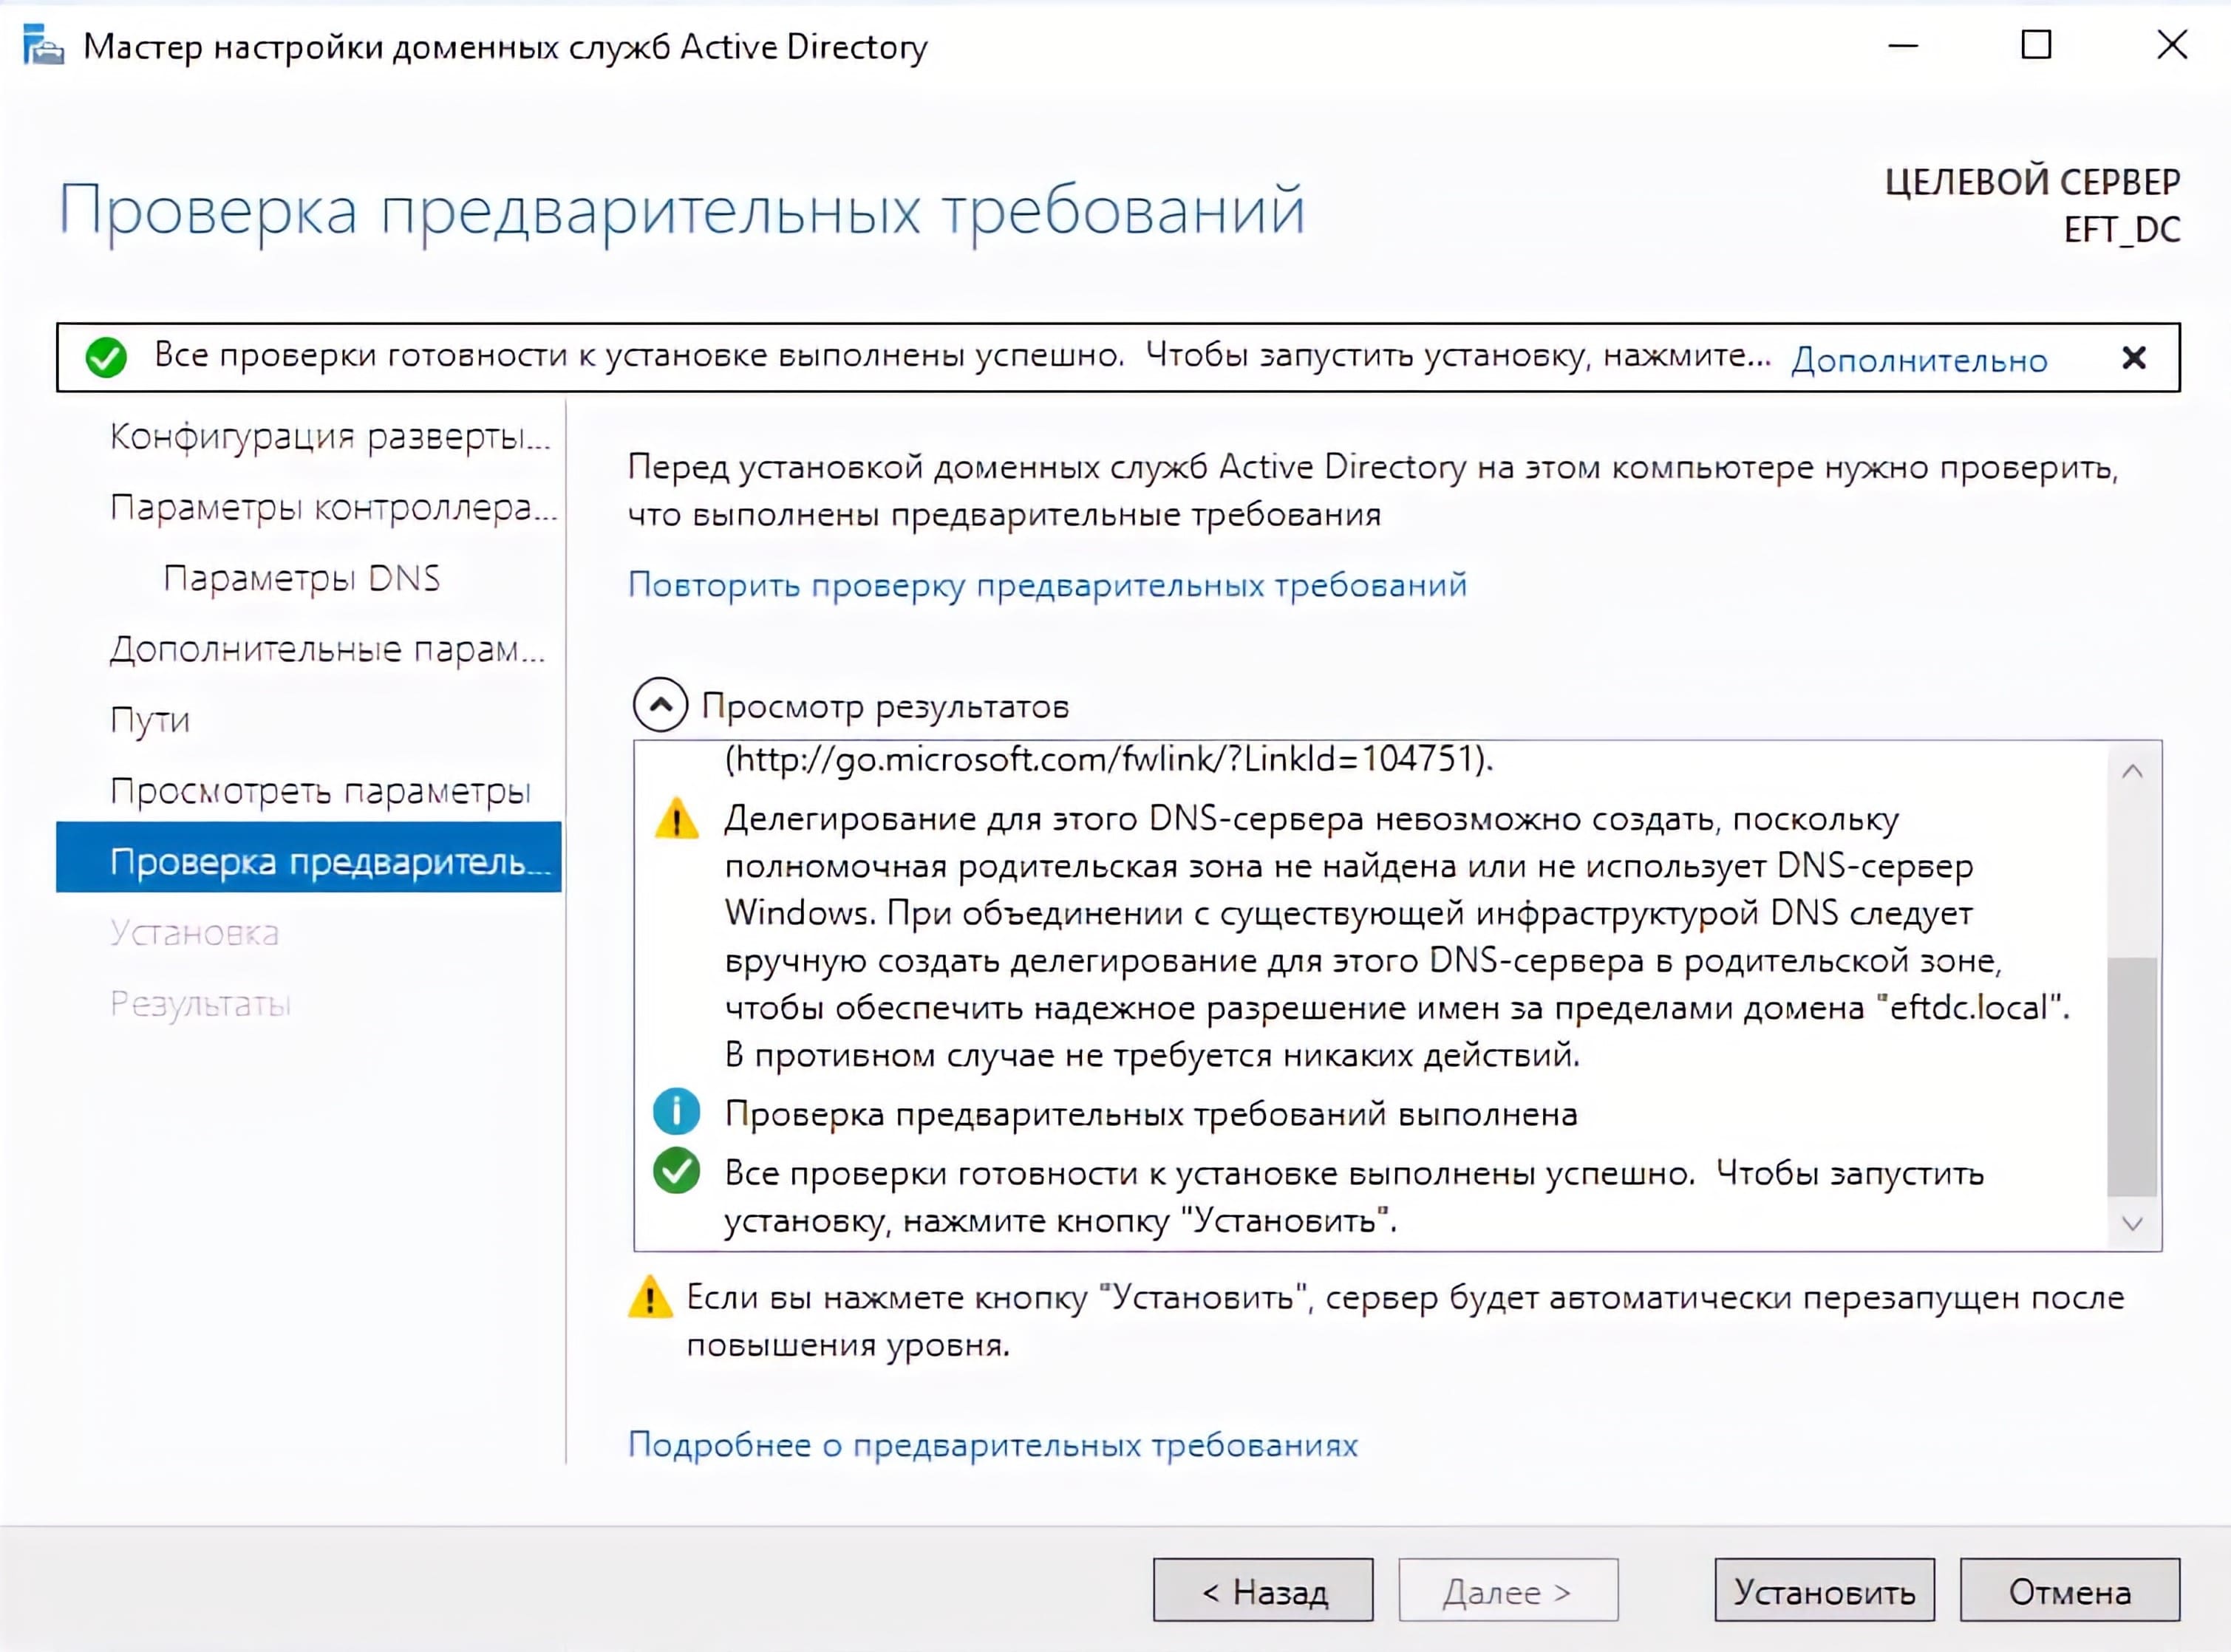 Мастер настройки доменных служб Active Directory
Проверка предварительных требований
ЦЕЛЕВОЙ СЕРВЕР
EFT_DC
Все проверки готовности к установке выполнены успешно. Чтобы запустить установку, нажмите... Дополнительно
Конфигурация разверты...
Параметры контроллера...
Параметры DNS
Дополнительные парам...
Пути
Просмотреть параметры
Проверка предваритель...
Установка
Результаты
Перед установкой доменных служб Active Directory на этом компьютере нужно проверить,
что выполнены предварительные требования
Повторить проверку предварительных требований
Просмотр результатов
(http://go.microsoft.com/fwlink/?LinkId=104751).
Делегирование для этого DNS-сервера невозможно создать, поскольку
полномочная родительская зона не найдена или не использует DNS-сервер
Windows. При объединении с существующей инфраструктурой DNS следует
вручную создать делегирование для этого DNS-сервера в родительской зоне,
чтобы обеспечить надежное разрешение имен за пределами домена "eftdc.local".
В противном случае не требуется никаких действий.
Проверка предварительных требований выполнена
Все проверки готовности к установке выполнены успешно. Чтобы запустить
установку, нажмите кнопку "Установить".
Если вы нажмете кнопку "Установить", сервер будет автоматически перезапущен после
повышения уровня.
Подробнее о предварительных требованиях
< Назад
Далее >
Установить
Отмена